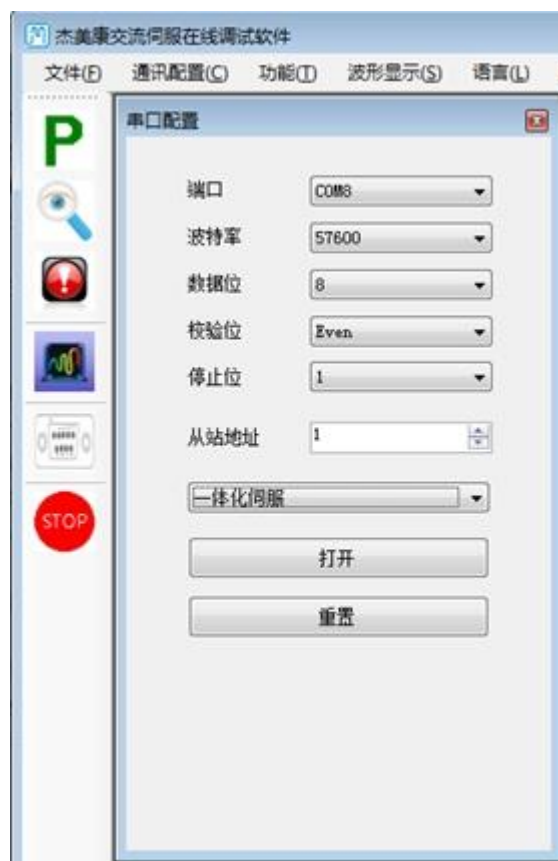 杰美康交流伺服在线调试软件
文件(F) 通讯配置(C) 功能(T) 波形显示(S) 语言(L)
P
串口配置
端口 COM8
波特率 57600
数据位 8
校验位 Even
停止位 1
从站地址 1
一体化伺服
STOP
打开
重置